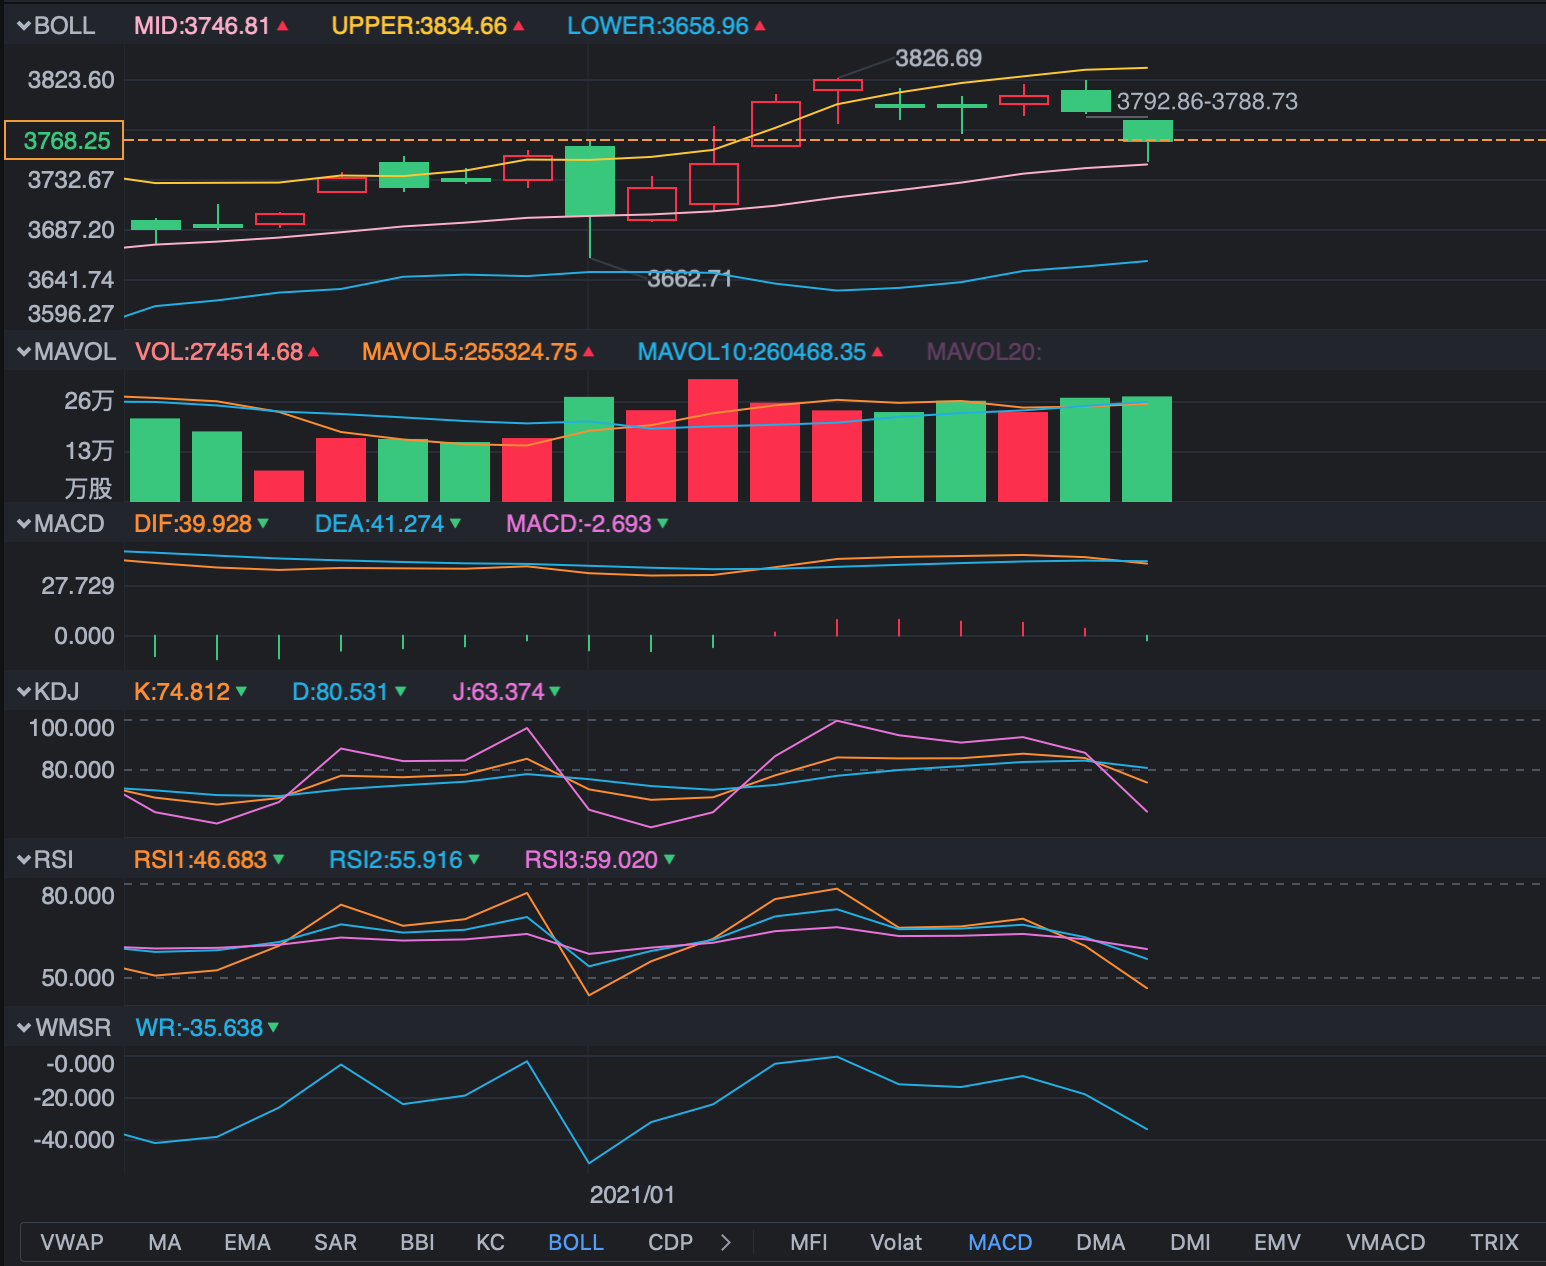 BOLL MID:3746.81 UPPER:3834.66 LOWER:3658.96
3826.69
3823.60
3792.86-3788.73
3768.25
3732.67
3687.20
3641.74
3662.71
3596.27
MAVOL VOL:274514.68 MAVOL5:255324.75 MAVOL10:260468.35 MAVOL20:
26万
13万
万股
MACD DIF:39.928 DEA:41.274 MACD:-2.693
27.729
0.000
KDJ K:74.812 D:80.531 J:63.374
100.000
80.000
RSI RSI1:46.683 RSI2:55.916 RSI3:59.020
80.000
50.000
WMSR WR:-35.638
-0.000
-20.000
-40.000
2021/01
VWAP MA EMA SAR BBI KC BOLL CDP MFI Volat MACD DMA DMI EMV VMACD TRIX